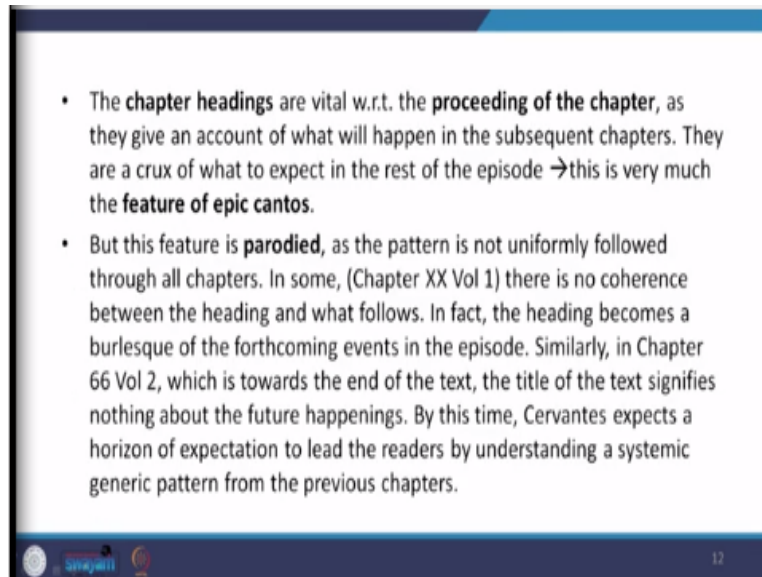 • The chapter headings are vital w.r.t. the proceeding of the chapter, as
they give an account of what will happen in the subsequent chapters. They
are a crux of what to expect in the rest of the episode →this is very much
the feature of epic cantos.
• But this feature is parodied, as the pattern is not uniformly followed
through all chapters. In some, (Chapter XX Vol 1) there is no coherence
between the heading and what follows. In fact, the heading becomes a
burlesque of the forthcoming events in the episode. Similarly, in Chapter
66 Vol 2, which is towards the end of the text, the title of the text signifies
nothing about the future happenings. By this time, Cervantes expects a
horizon of expectation to lead the readers by understanding a systemic
generic pattern from the previous chapters.
swayam
12